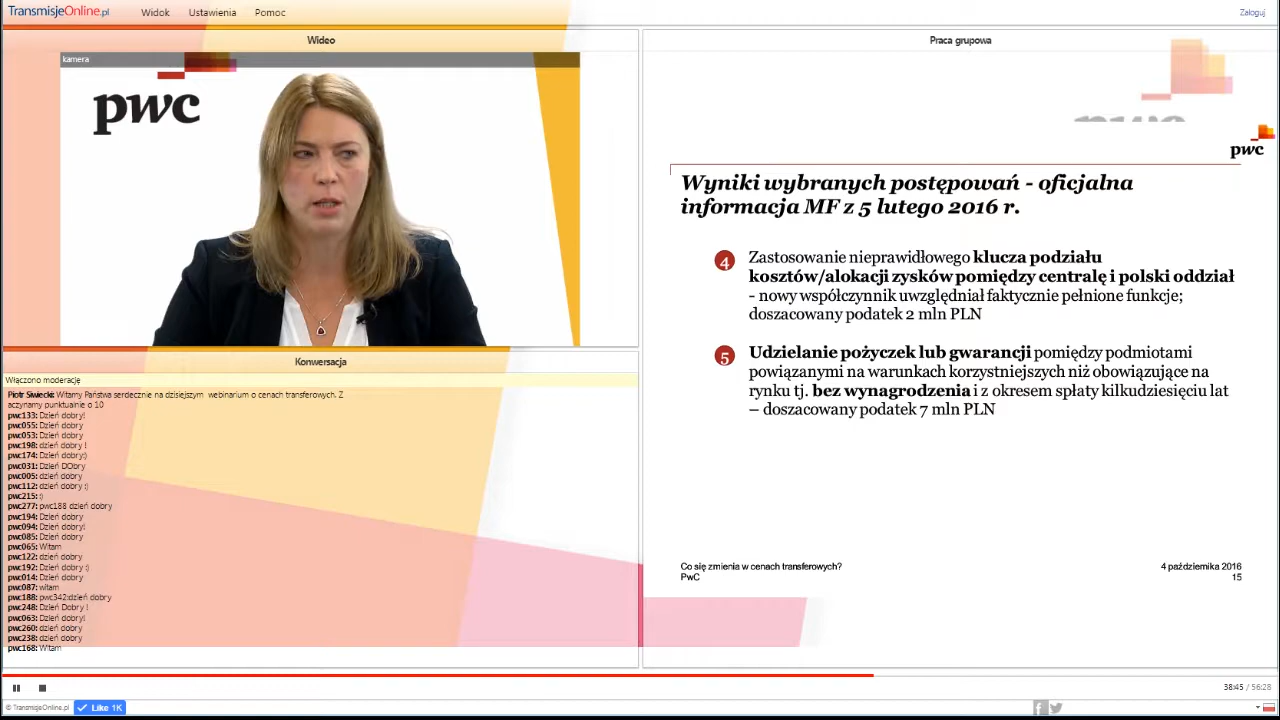 TransmisjeOnline.pl Widok Ustawienia Pomoc Zaloguj
Wideo
kamera
pwc
Konwersacja
Włączono moderację
Piotr Siwiecki: Witamy Państwa serdecznie na dzisiejszym webinarium o cenach transferowych. Z
aczynamy punktualnie o 10
pwc133: Dzień dobry!
pwc055: Dzień dobry
pwc053: Dzień dobry
pwc198: dzień dobry !
pwc174: Dzień dobry:)
pwc031: Dzień DObry
pwc005: dzień dobry
pwc112: dzień dobry :)
pwc215: :)
pwc277: pwc188 dzień dobry
pwc194: Dzień dobry
pwc094: Dzień dobry!
pwc085: Dzień dobry
pwc065: Witam
pwc122: dzień dobry
pwc192: Dzień dobry :)
pwc014: Dzień dobry
pwc087: witam
pwc188: pwc342:dzień dobry
pwc248: Dzień Dobry !
pwc063: Dzień dobry!
pwc260: dzień dobry
pwc238: dzień dobry
pwc168: Witam
Praca grupowa
pwc
pwc
Wyniki wybranych postępowań - oficjalna
informacja MF z 5 lutego 2016 r.
4 Zastosowanie nieprawidłowego klucza podziału
kosztów/alokacji zysków pomiędzy centralę i polski oddział
- nowy współczynnik uwzględniał faktycznie pełnione funkcje;
doszacowany podatek 2 mln PLN
5 Udzielanie pożyczek lub gwarancji pomiędzy podmiotami
powiązanymi na warunkach korzystniejszych niż obowiązujące na
rynku tj. bez wynagrodzenia i z okresem spłaty kilkudziesięciu lat
– doszacowany podatek 7 mln PLN
Co się zmienia w cenach transferowych? 4 października 2016
PwC 15
38:45 / 56:28
© TransmisjeOnline.pl Like 1K